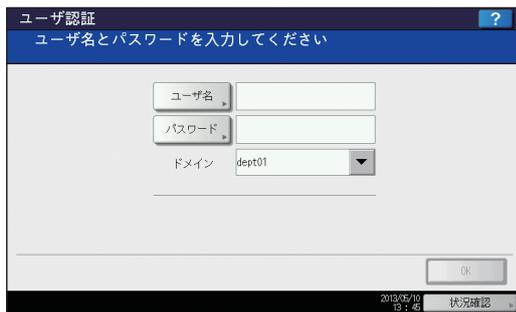 ユーザ認証
?
ユーザ名とパスワードを入力してください
ユーザ名
パスワード
ドメイン dept01
OK
2013/05/10
13 : 45
状況確認